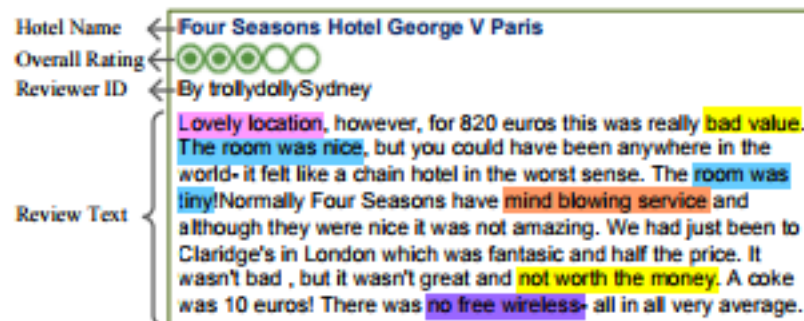 Hotel Name Four Seasons Hotel George V Paris
Overall Rating
Reviewer ID By trollydollySydney
Review Text
Lovely location, however, for 820 euros this was really bad value.
The room was nice, but you could have been anywhere in the
world- it felt like a chain hotel in the worst sense. The room was
tiny!Normally Four Seasons have mind blowing service and
although they were nice it was not amazing. We had just been to
Claridge's in London which was fantasic and half the price. It
wasn't bad , but it wasn't great and not worth the money. A coke
was 10 euros! There was no free wireless- all in all very average.